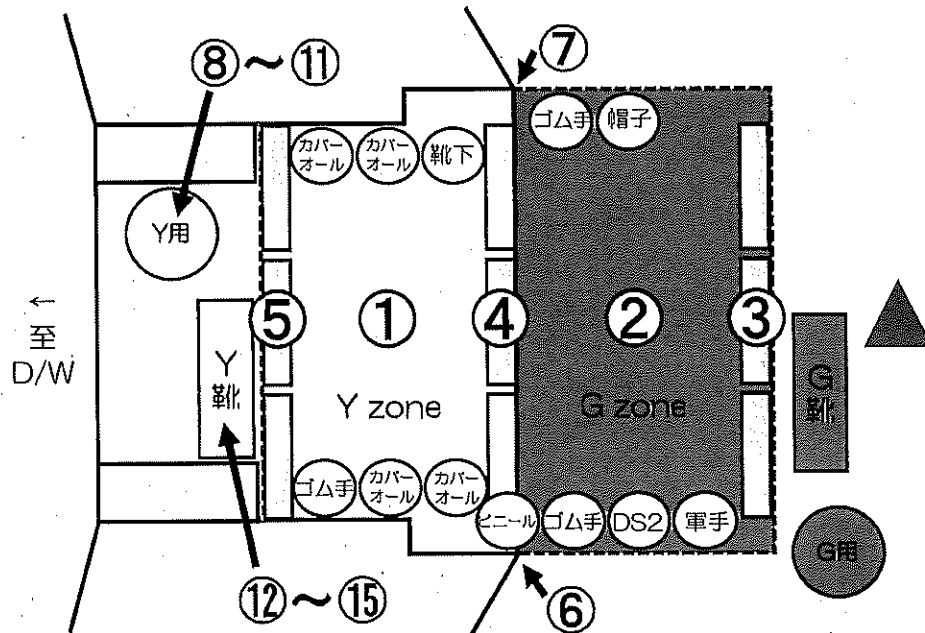 ⑧～⑪
⑦
ゴム手
帽子
カバー
オール
カバー
オール
靴下
Y用
←
至
D/W
⑤
①
④
②
③
Y
靴
G
靴
Y zone
G zone
ゴム手
カバー
オール
カバー
オール
ビニール
ゴム手
DS2
軍手
G用
⑫～⑮
⑥